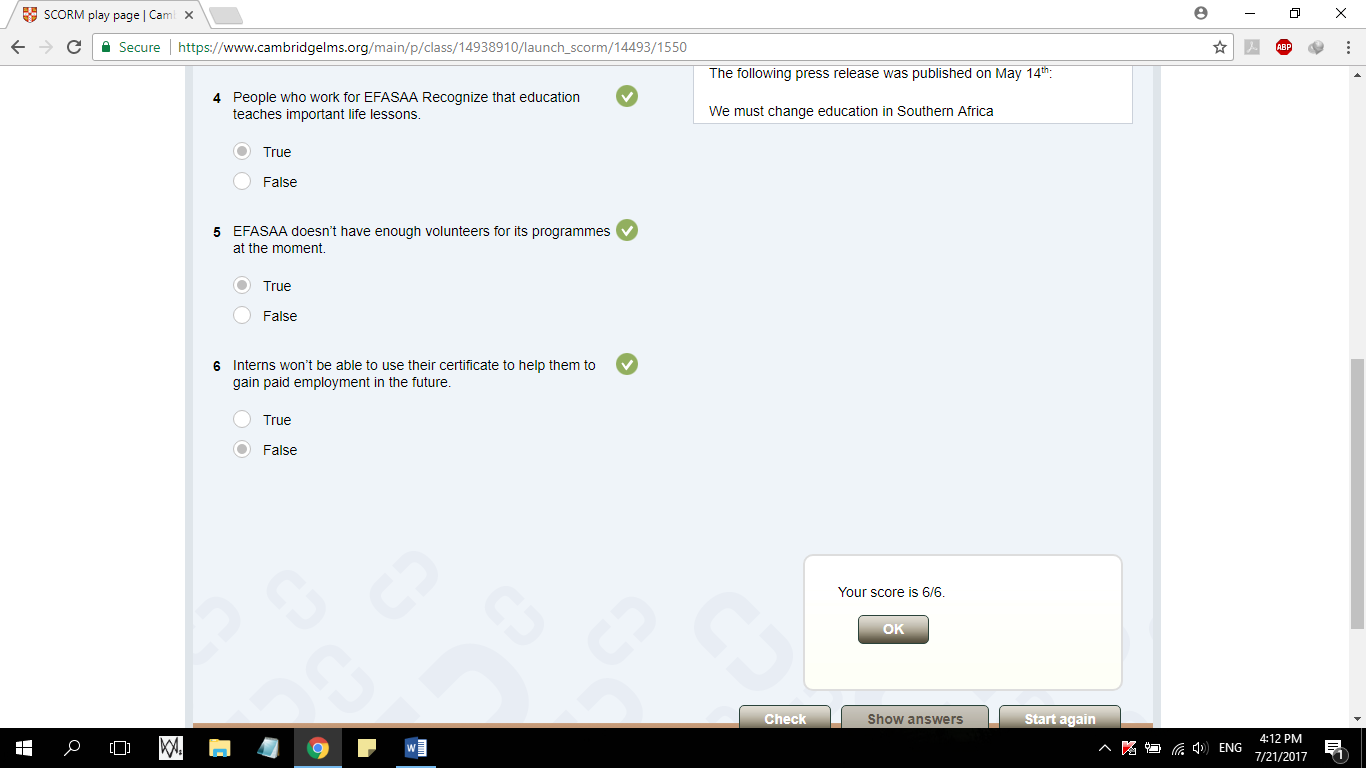 SCORM play page | Cam
Secure
https://www.cambridgelms.org/main/p/class/14938910/launch_scorm/14493/1550
ABP
The following press release was published on May 14th:
We must change education in Southern Africa
4 People who work for EFASAA Recognize that education
teaches important life lessons.
True
False
5 EFASAA doesn't have enough volunteers for its programmes
at the moment.
True
False
6 Interns won't be able to use their certificate to help them to
gain paid employment in the future.
True
False
Your score is 6/6.
OK
Check
Show answers
Start again
ENG
4:12 PM
7/21/2017
1